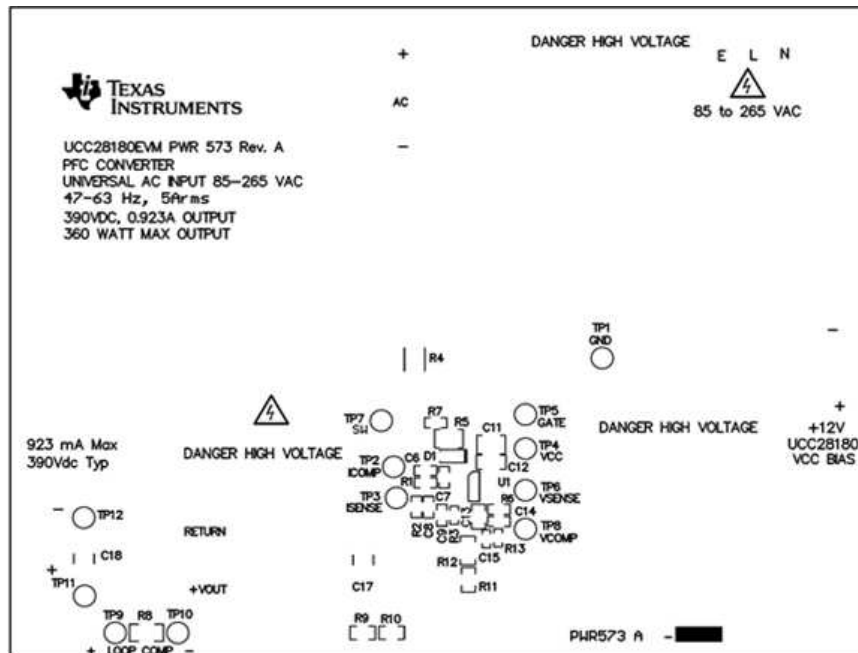 DANGER HIGH VOLTAGE
E L N
+
AC
-
85 to 265 VAC
TEXAS
INSTRUMENTS
UCC28180EVM PWR 573 Rev. A
PFC CONVERTER
UNIVERSAL AC INPUT 85-265 VAC
47-63 Hz, 5Arms
390VDC, 0.923A OUTPUT
360 WATT MAX OUTPUT
TP1
GND
-
R4
+
+12V
UCC28180
VCC BIAS
DANGER HIGH VOLTAGE
TP7
SW
R7
R5
C11
TP5
GATE
923 mA Max
390Vdc Typ
DANGER HIGH VOLTAGE
TP2
ICOMP
C6
D1
C12
TP4
VCC
R1
U1
TP3
ISENSE
TP6
VSENSE
R2
C8
C7
C9
R3
C13
R6
C14
TP8
VCOMP
R13
- TP12
RETURN
C18
+
TP11
+VOUT
C17
R12
C15
R11
TP9
R8
TP10
+ LOOP COMP -
R9
R10
PWR573 A -